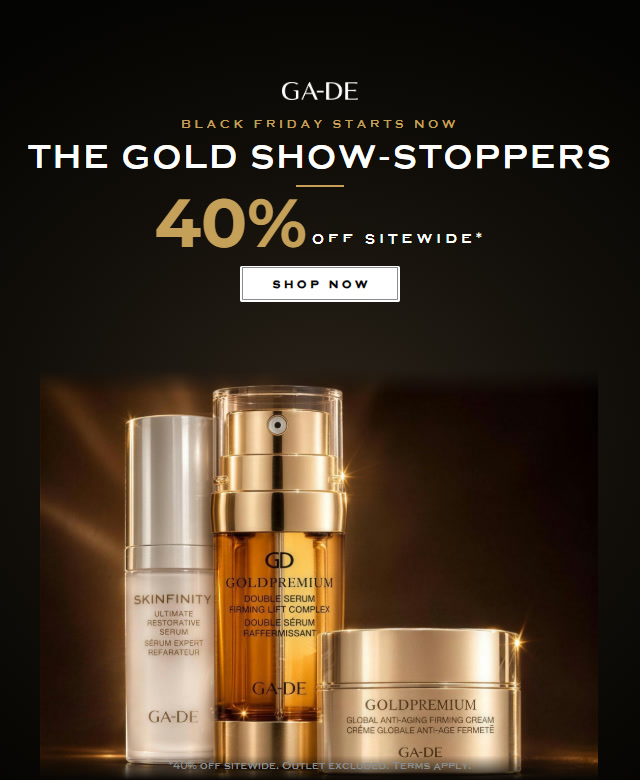 GA-DE
BLACK FRIDAY STARTS NOW
THE GOLD SHOW-STOPPERS
40% OFF SITEWIDE*
SHOP NOW
SKINFINITY
ULTIMATE
RESTORATIVE
SERUM
SÉRUM EXPERT
RÉPARATEUR
GA-DE
GD
GOLDPREMIUM
DOUBLE SERUM
FIRMING LIFT COMPLEX
DOUBLE SÉRUM
RAFFERMISSANT
GA-DE
GOLDPREMIUM
GLOBAL ANTI-AGING FIRMING CREAM
CRÈME GLOBALE ANTI-AGE FERMETÉ
GA-DE
*40% OFF SITEWIDE. OUTLET EXCLUDED. TERMS APPLY.